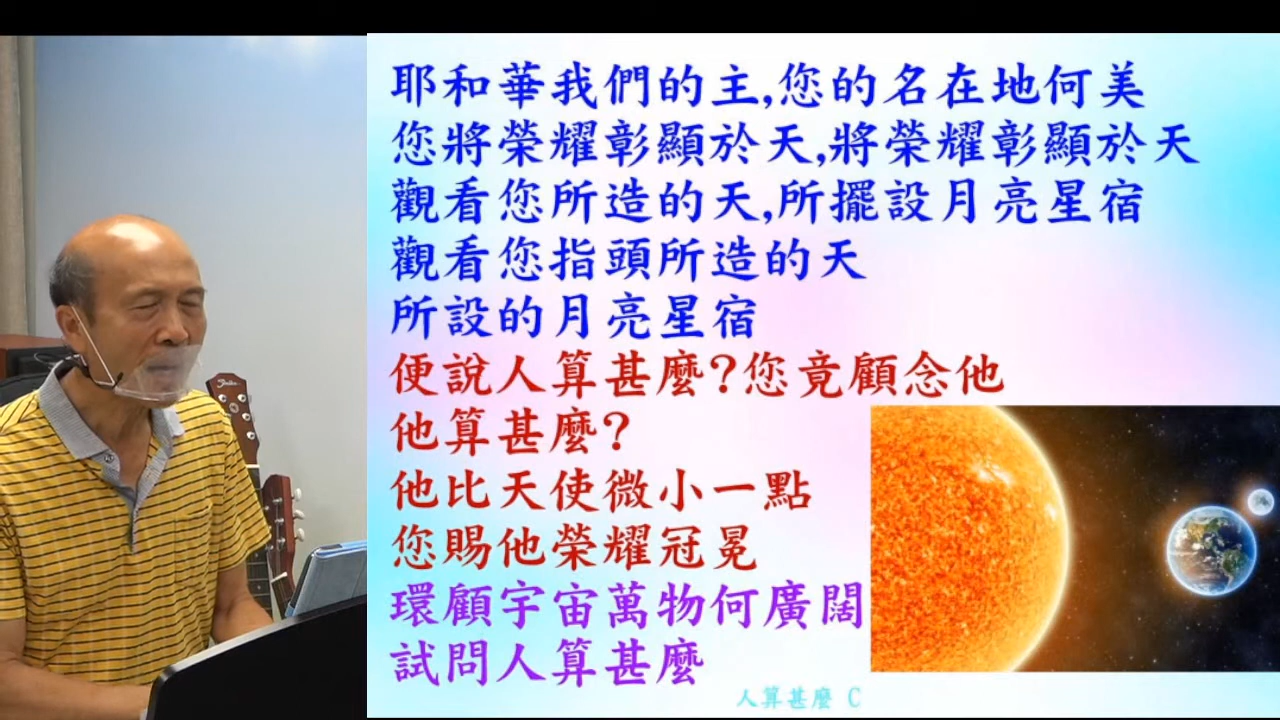 耶和華我們的主,您的名在地何美
您將榮耀彰顯於天,將榮耀彰顯於天
觀看您所造的天,所擺設月亮星宿
觀看您指頭所造的天
所設的月亮星宿
便說人算甚麼?您竟顧念他
他算甚麼?
他比天使微小一點
您賜他榮耀冠冕
環顧宇宙萬物何廣闊
試問人算甚麼
人算甚麼 C